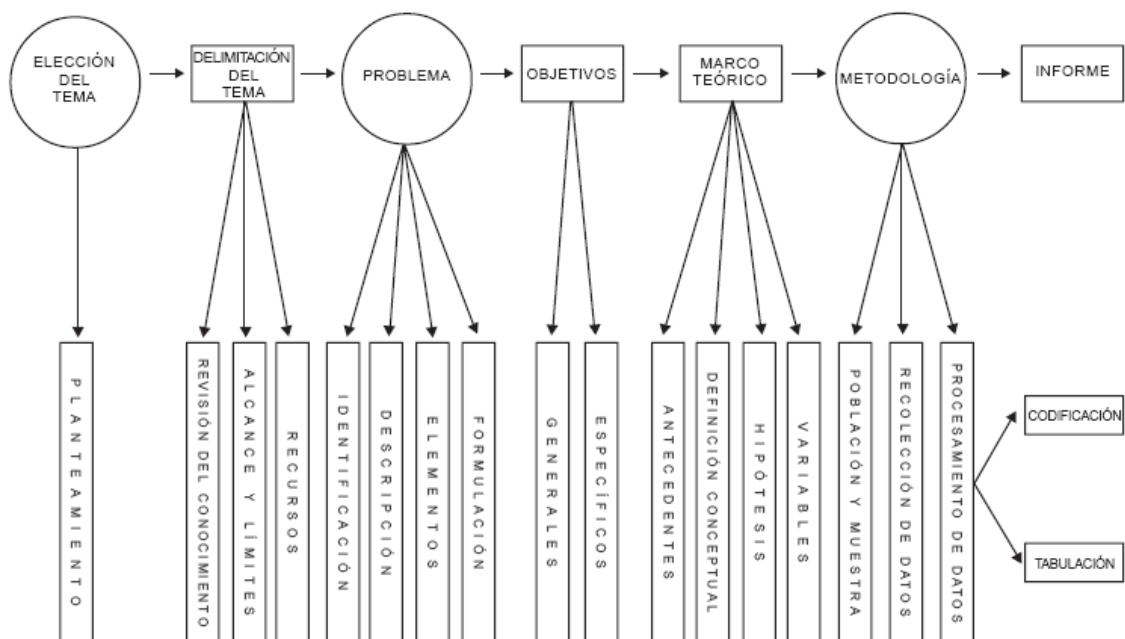 ELECCIÓN
DEL
TEMA
DELIMITACIÓN
DEL
TEMA
PROBLEMA
OBJETIVOS
MARCO
TEÓRICO
METODOLOGÍA
INFORME
PLANTEAMIENTO
REVISIÓN DEL CONOCIMIENTO
ALCANCE Y LÍMITES
RECURSOS
IDENTIFICACIÓN
DESCRIPCIÓN
ELEMENTOS
FORMULACIÓN
GENERALES
ESPECÍFICOS
ANTECEDENTES
DEFINICIÓN CONCEPTUAL
HIPÓTESIS
VARIABLES
POBLACIÓN Y MUESTRA
RECOLECCIÓN DE DATOS
PROCESAMIENTO DE DATOS
CODIFICACIÓN
TABULACIÓN